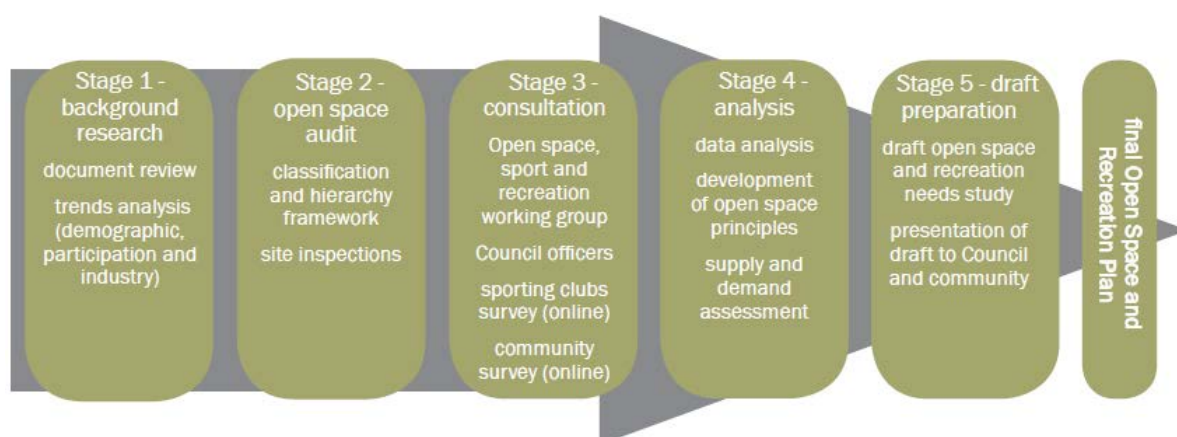 Stage 1 -
background
research
document review
trends analysis
(demographic,
participation and
industry)
Stage 2 -
open space
audit
classification
and hierarchy
framework
site inspections
Stage 3 -
consultation
Open space,
sport and
recreation
working group
Council officers
sporting clubs
survey (online)
community
survey (online)
Stage 4 -
analysis
data analysis
development
of open space
principles
supply and
demand
assessment
Stage 5 - draft
preparation
draft open space
and recreation
needs study
presentation of
draft to Council
and community
final Open Space and
Recreation Plan